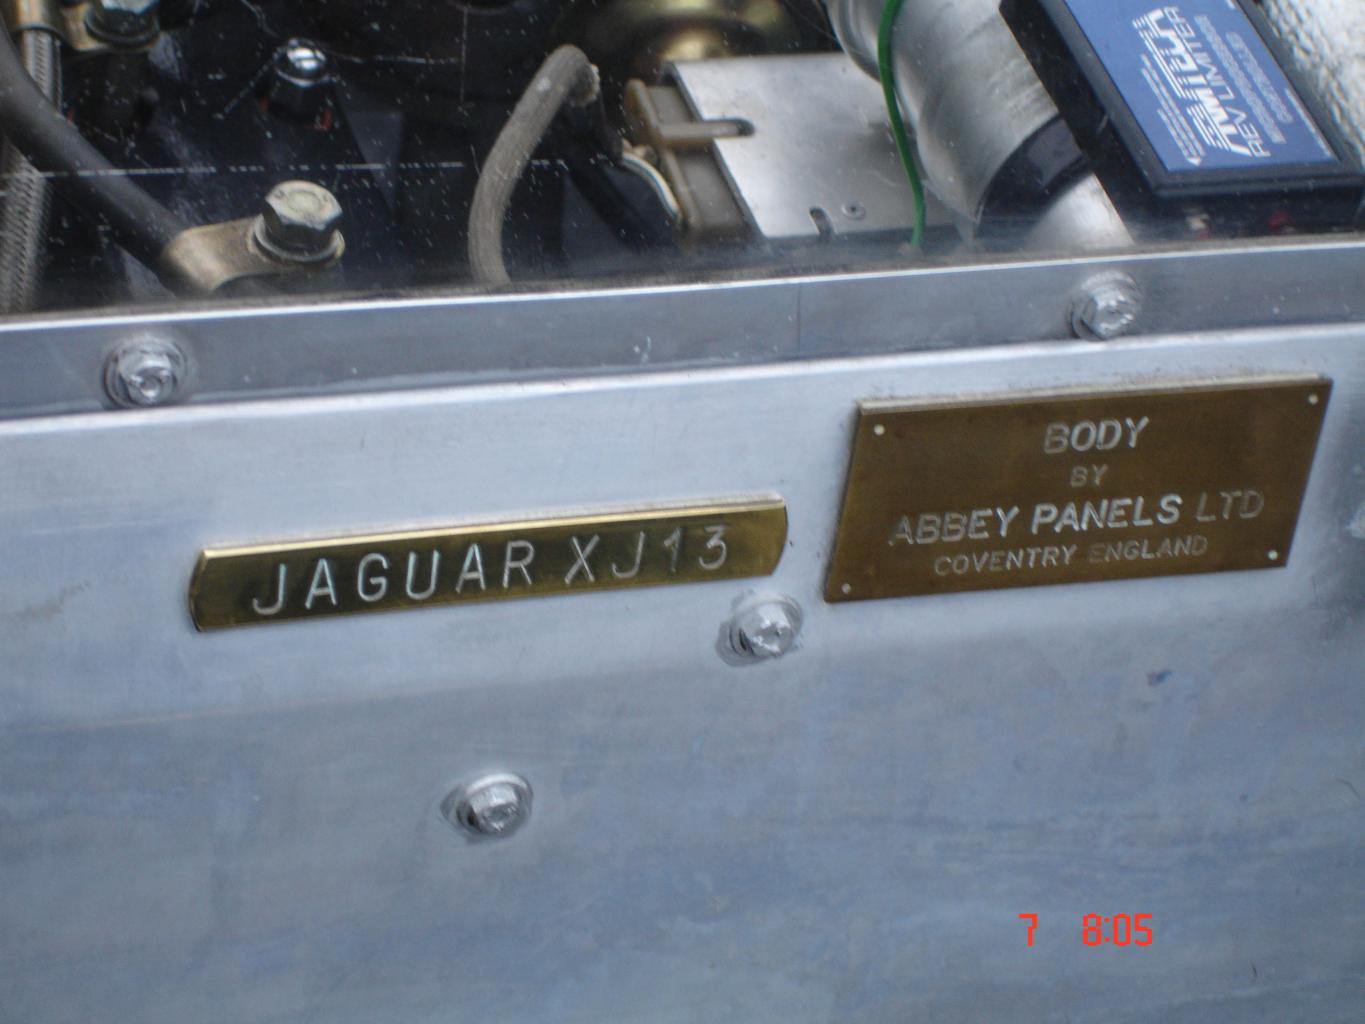 REV LIMITER
JAGUAR XJ13
BODY
BY
ABBEY PANELS LTD
COVENTRY ENGLAND
7 8:05